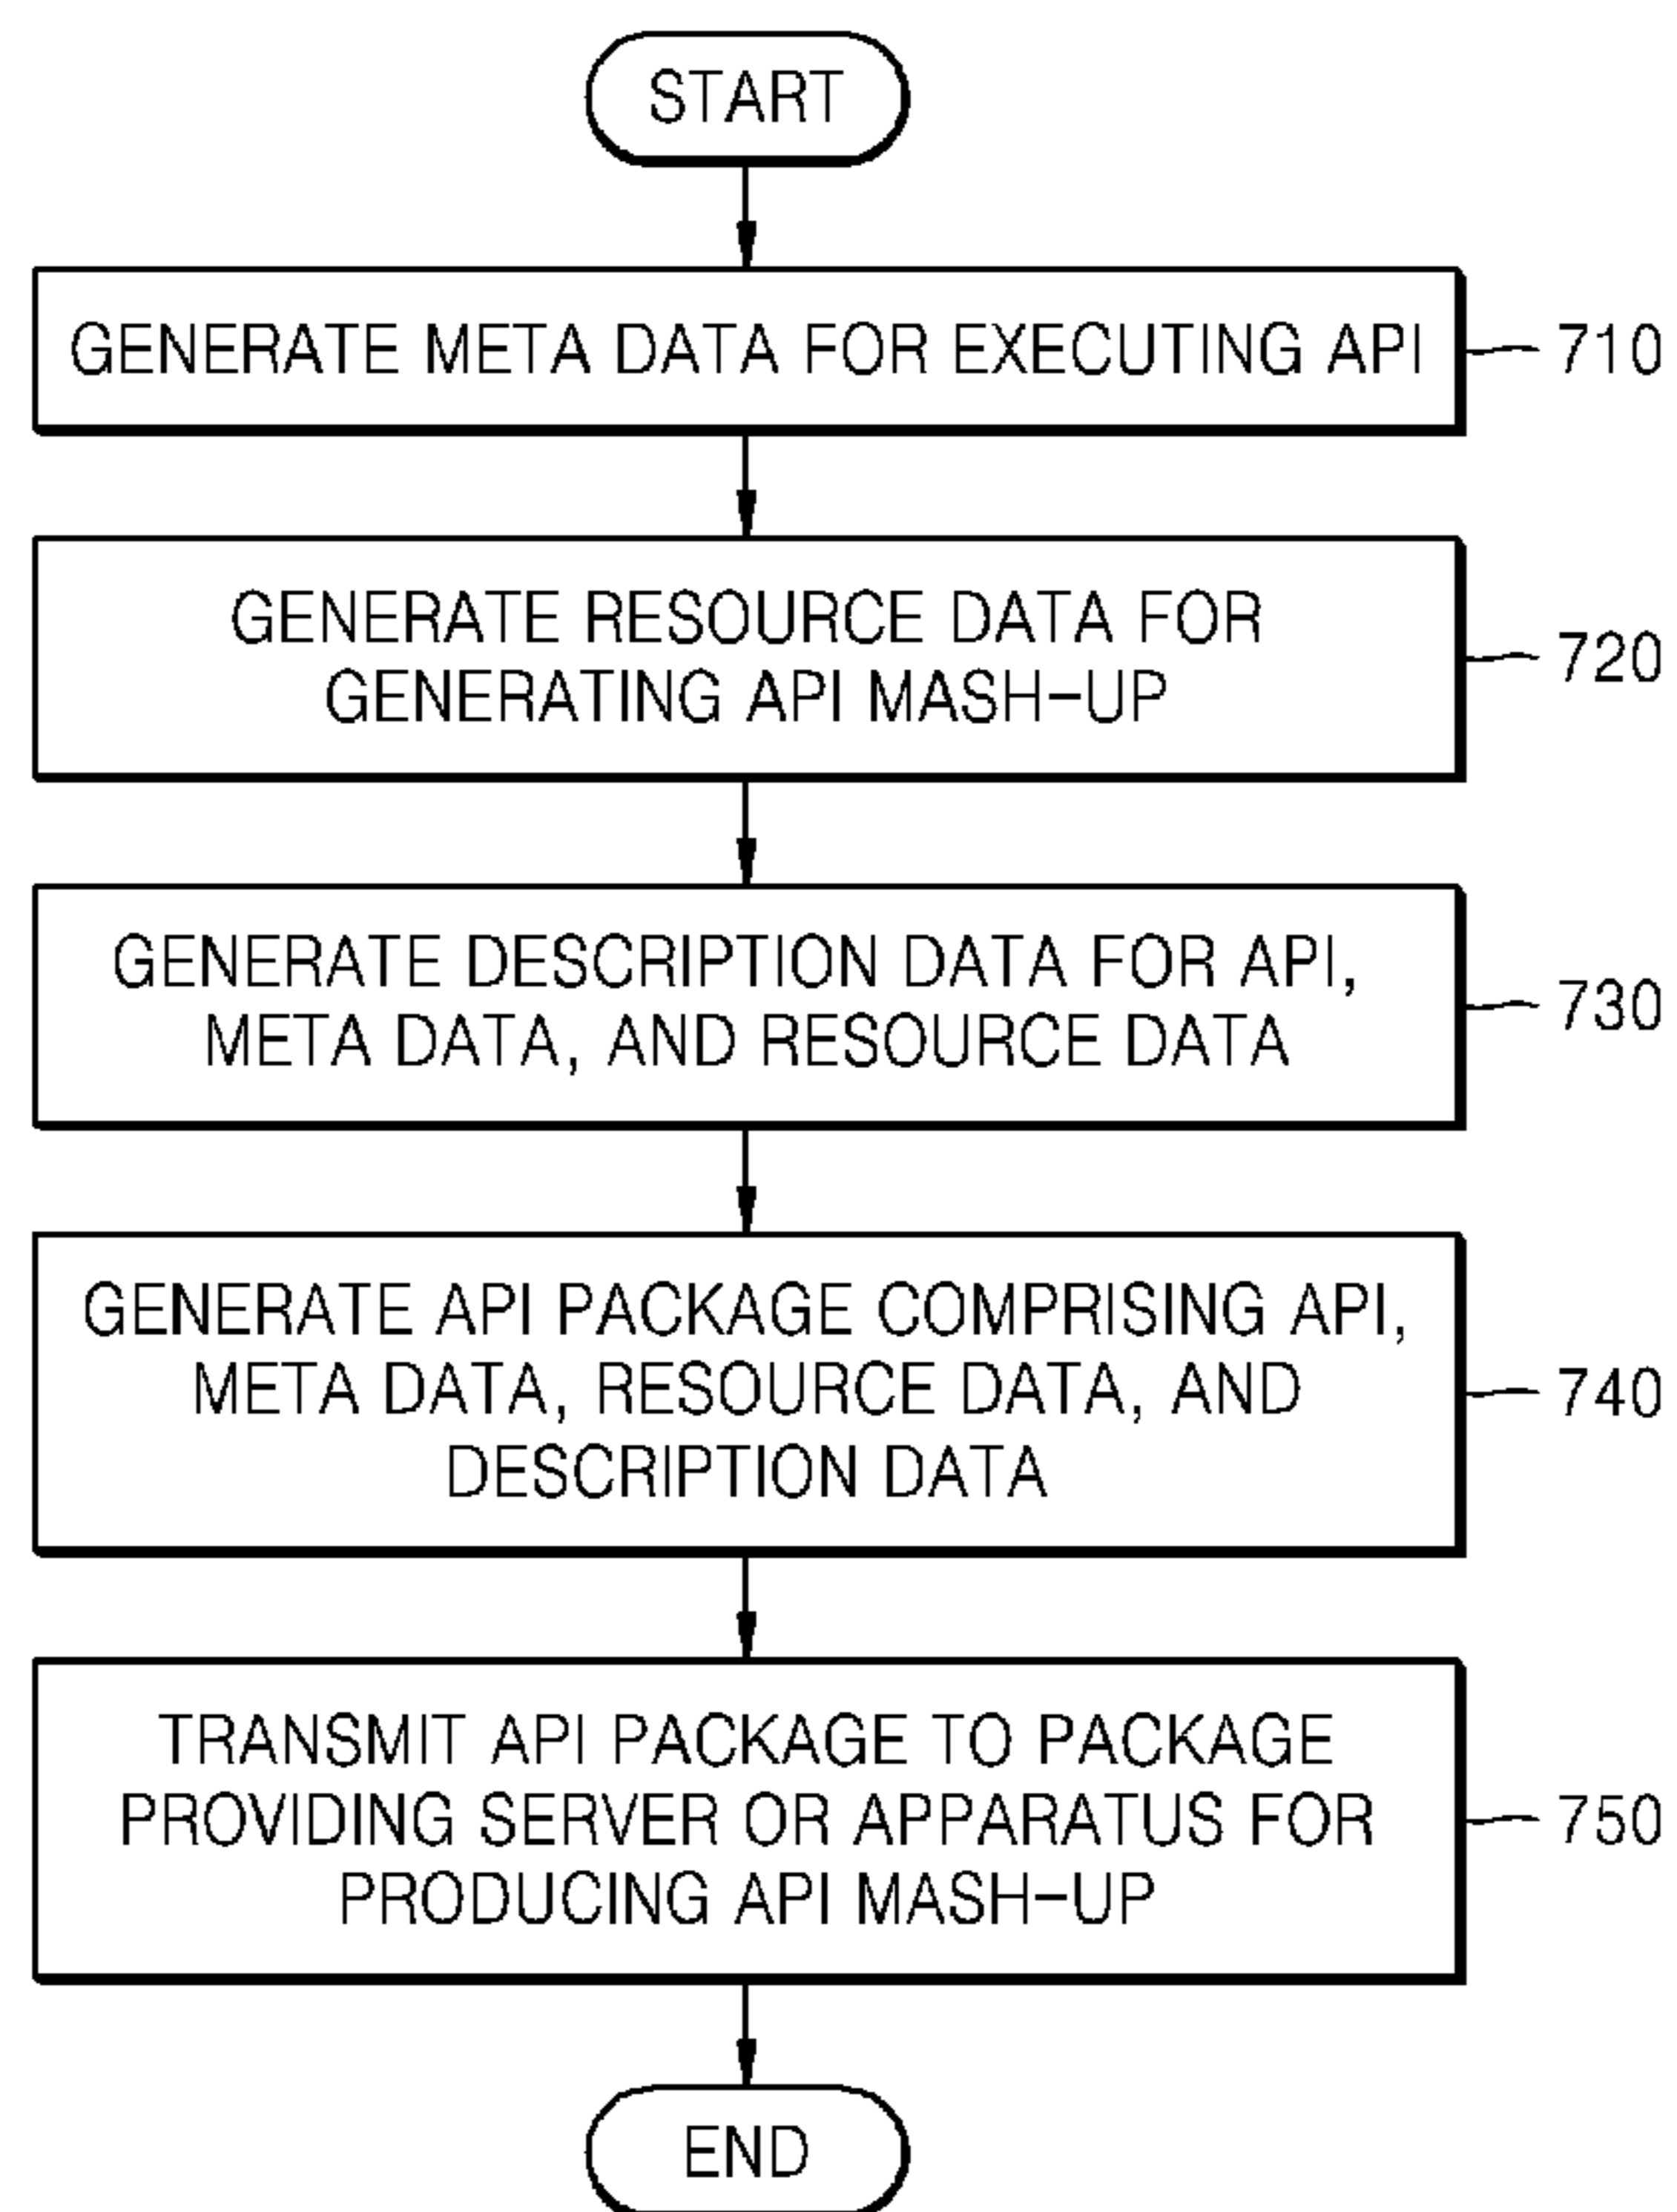 START
GENERATE META DATA FOR EXECUTING API
710
GENERATE RESOURCE DATA FOR
GENERATING API MASH-UP
720
GENERATE DESCRIPTION DATA FOR API,
META DATA, AND RESOURCE DATA
730
GENERATE API PACKAGE COMPRISING API,
META DATA, RESOURCE DATA, AND
DESCRIPTION DATA
740
TRANSMIT API PACKAGE TO PACKAGE
PROVIDING SERVER OR APPARATUS FOR
PRODUCING API MASH-UP
750
END